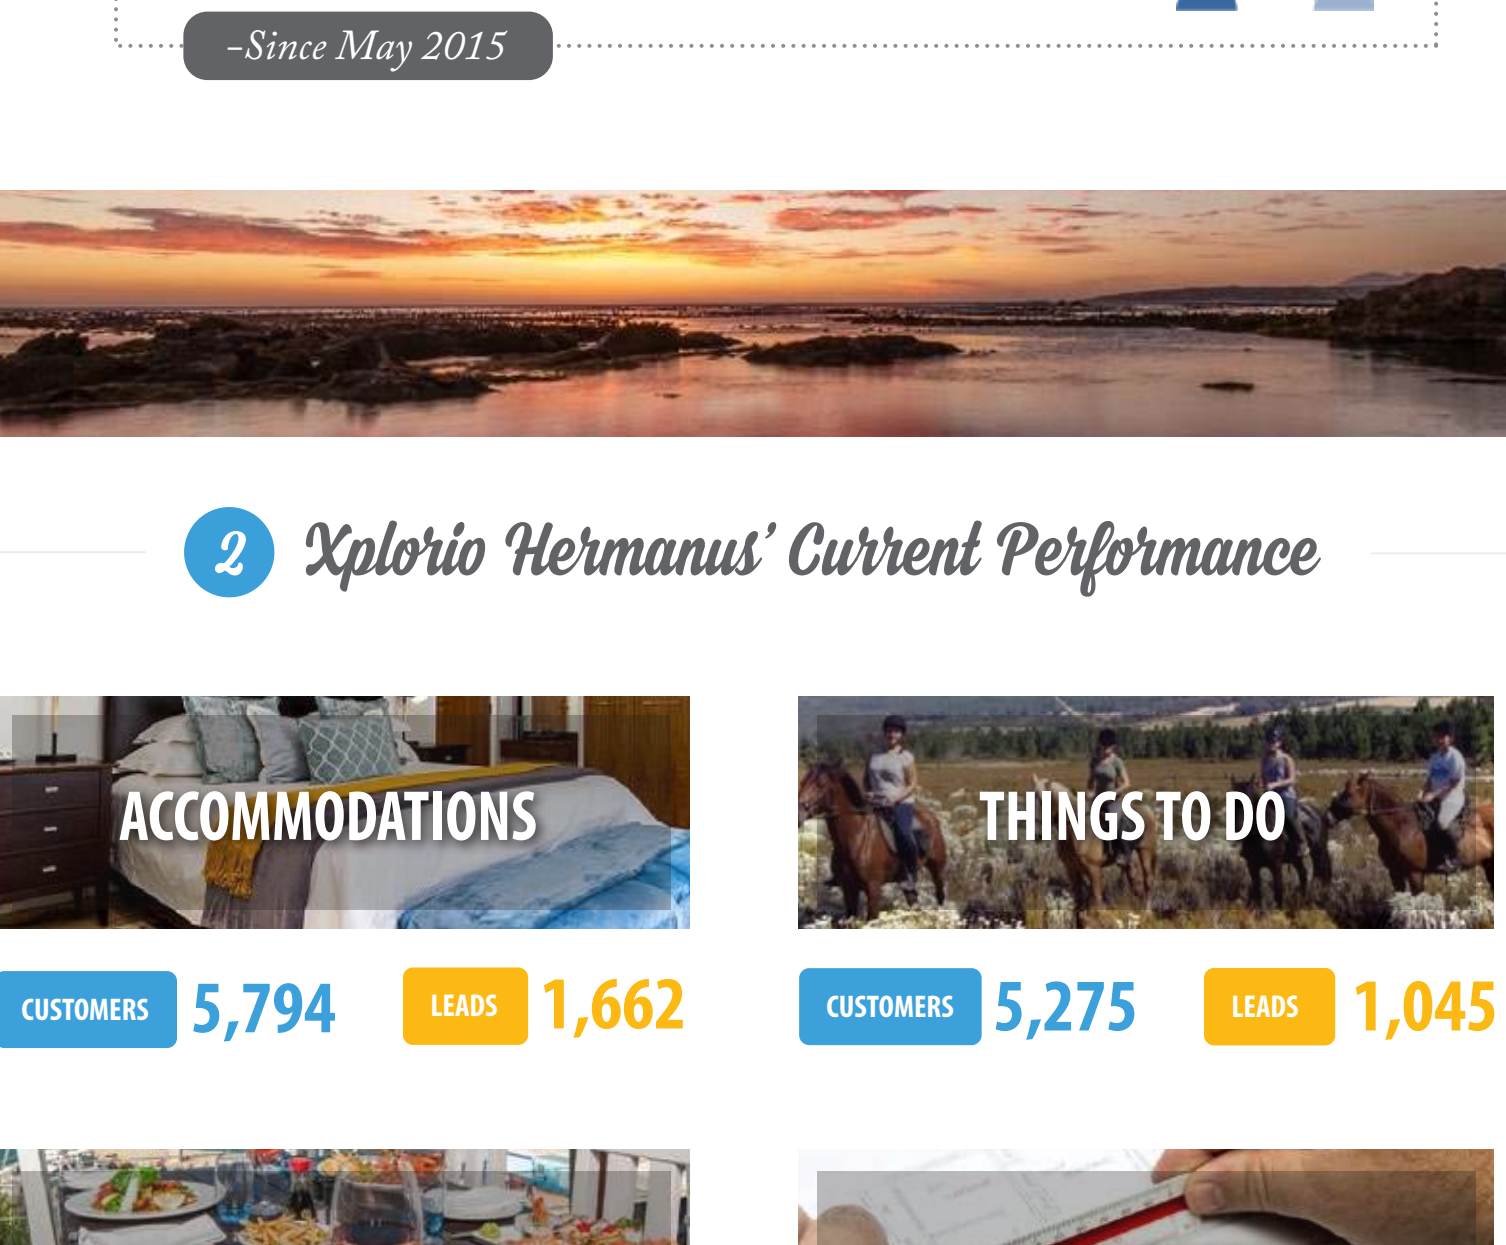 -Since May 2015
2 Xplorio Hermanus' Current Performance
ACCOMMODATIONS
THINGS TO DO
CUSTOMERS 5,794 LEADS 1,662
CUSTOMERS 5,275 LEADS 1,045